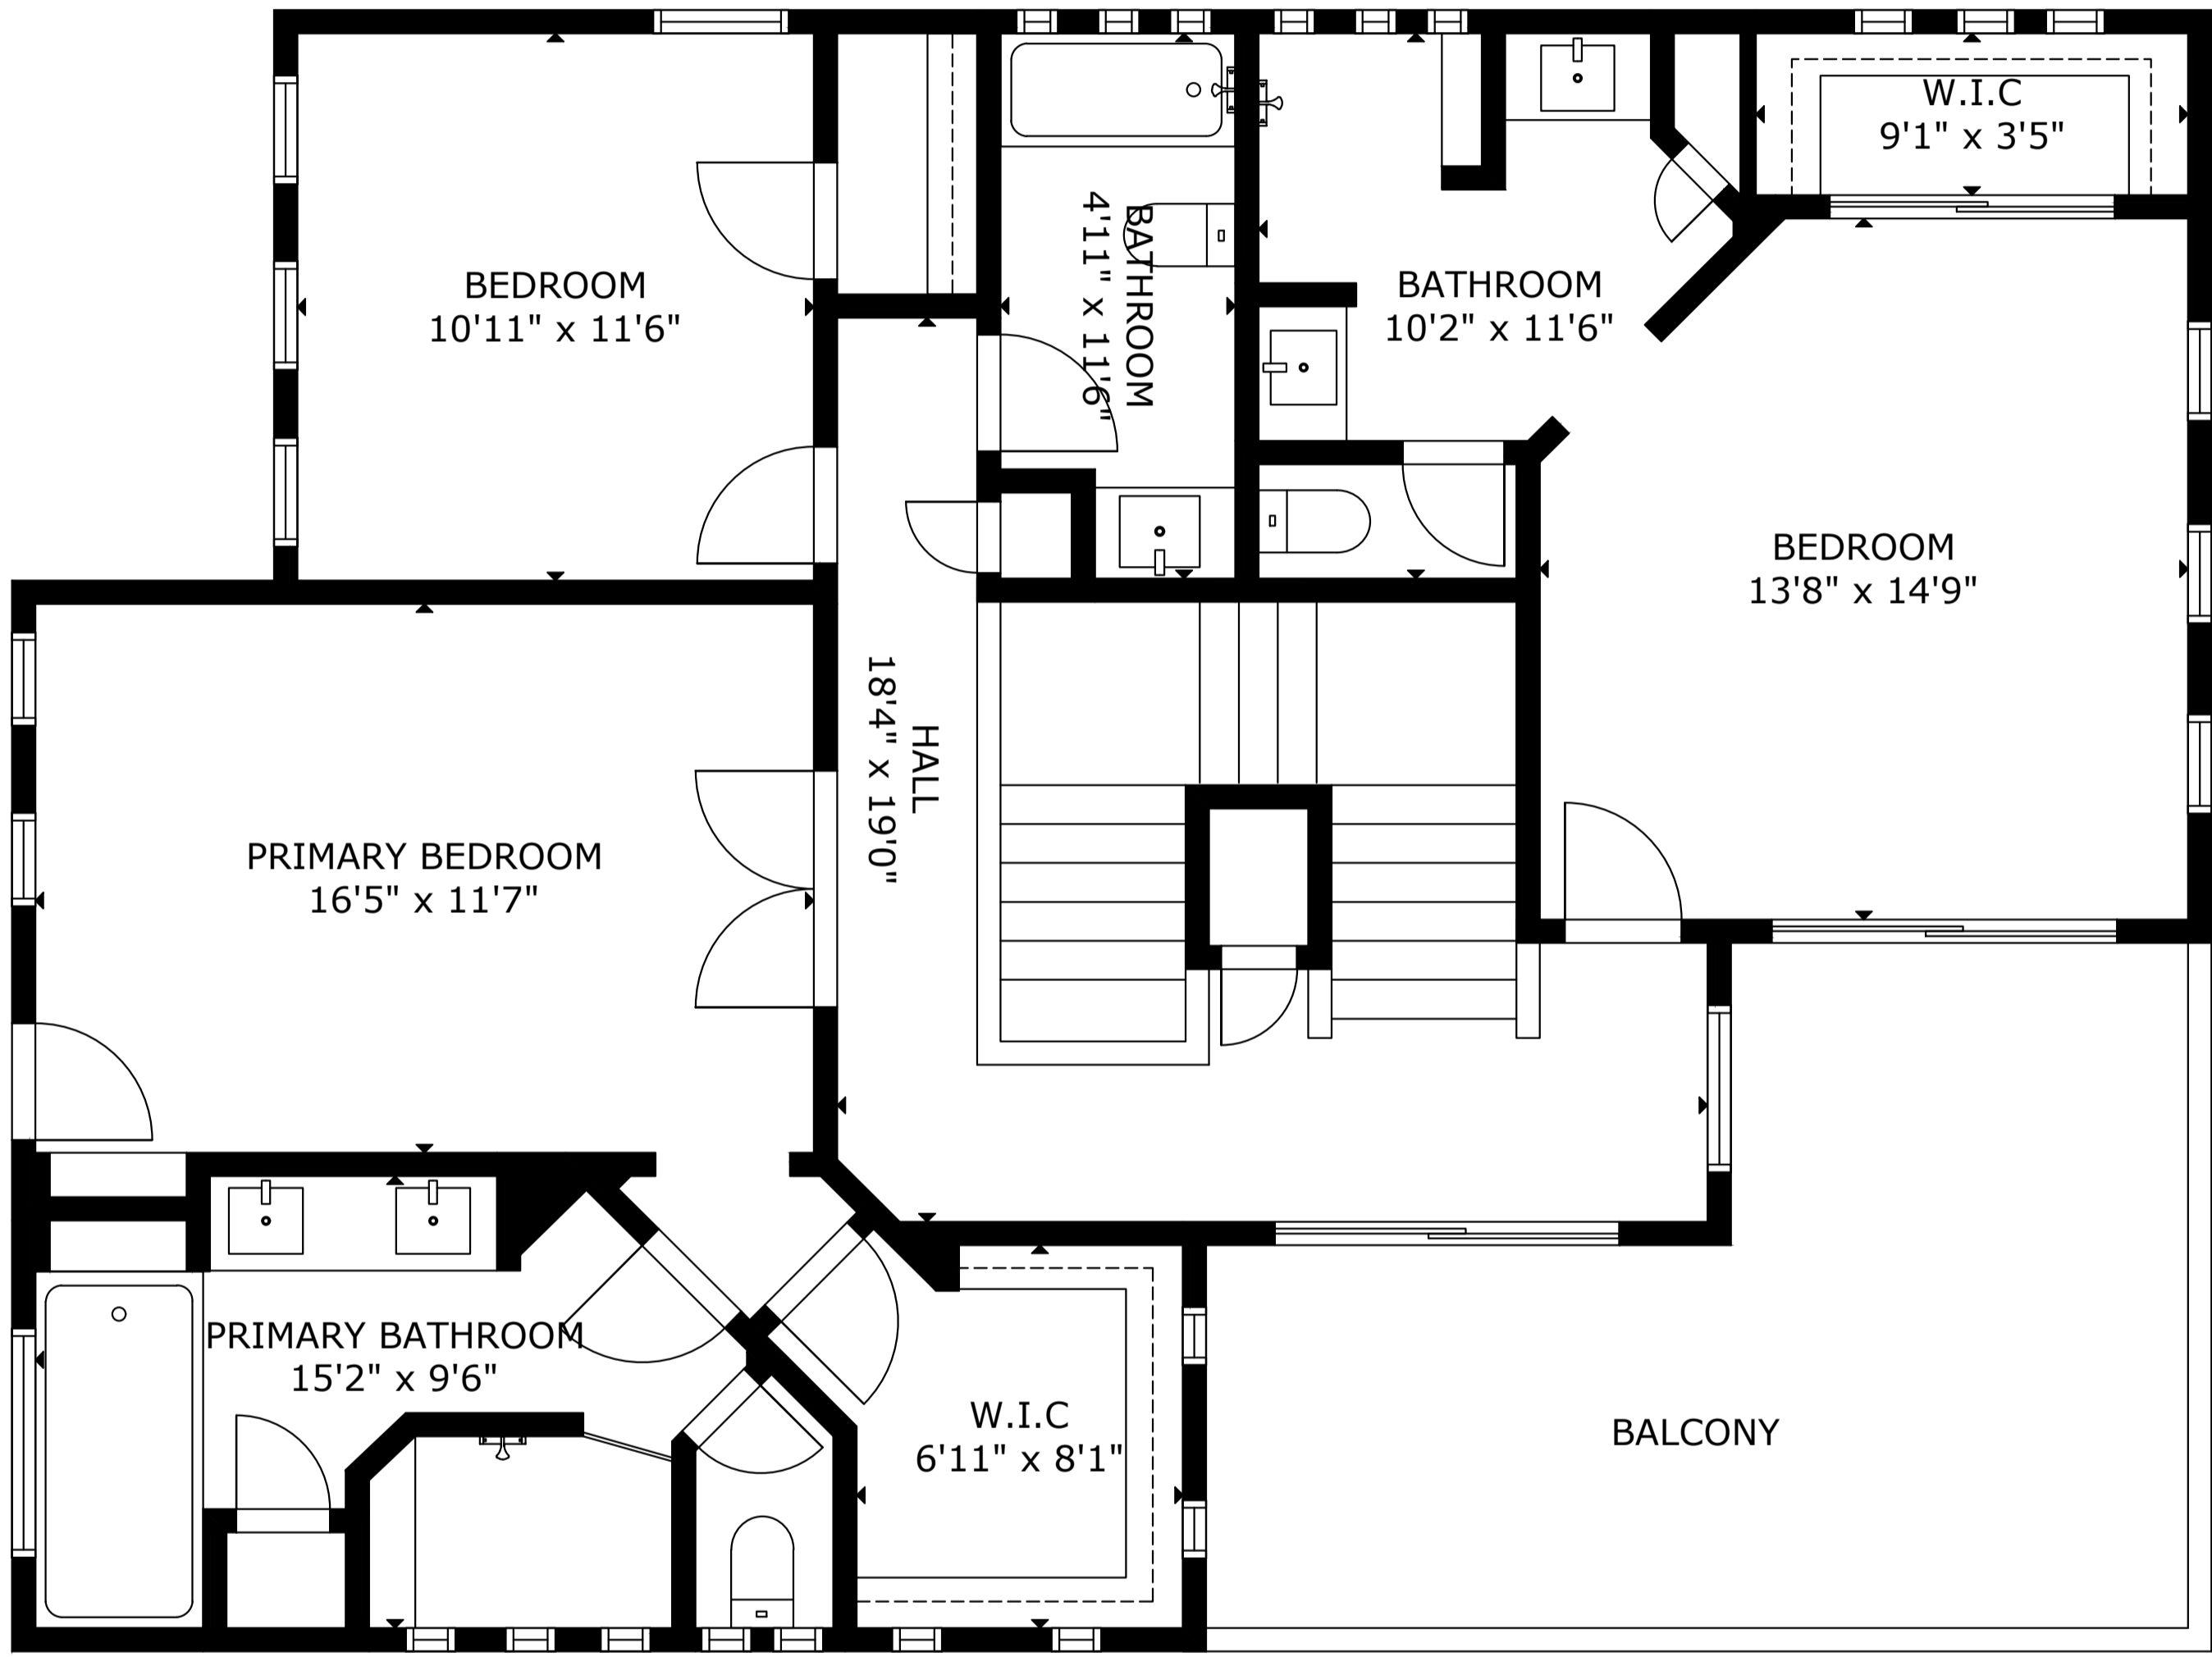 W.I.C
9'1" x 3'5"
BEDROOM
10'11" x 11'6"
BATHROOM
4'11" x 11'6"
BATHROOM
10'2" x 11'6"
BEDROOM
13'8" x 14'9"
HALL
18'4" x 19'0"
PRIMARY BEDROOM
16'5" x 11'7"
PRIMARY BATHROOM
15'2" x 9'6"
W.I.C
6'11" x 8'1"
BALCONY